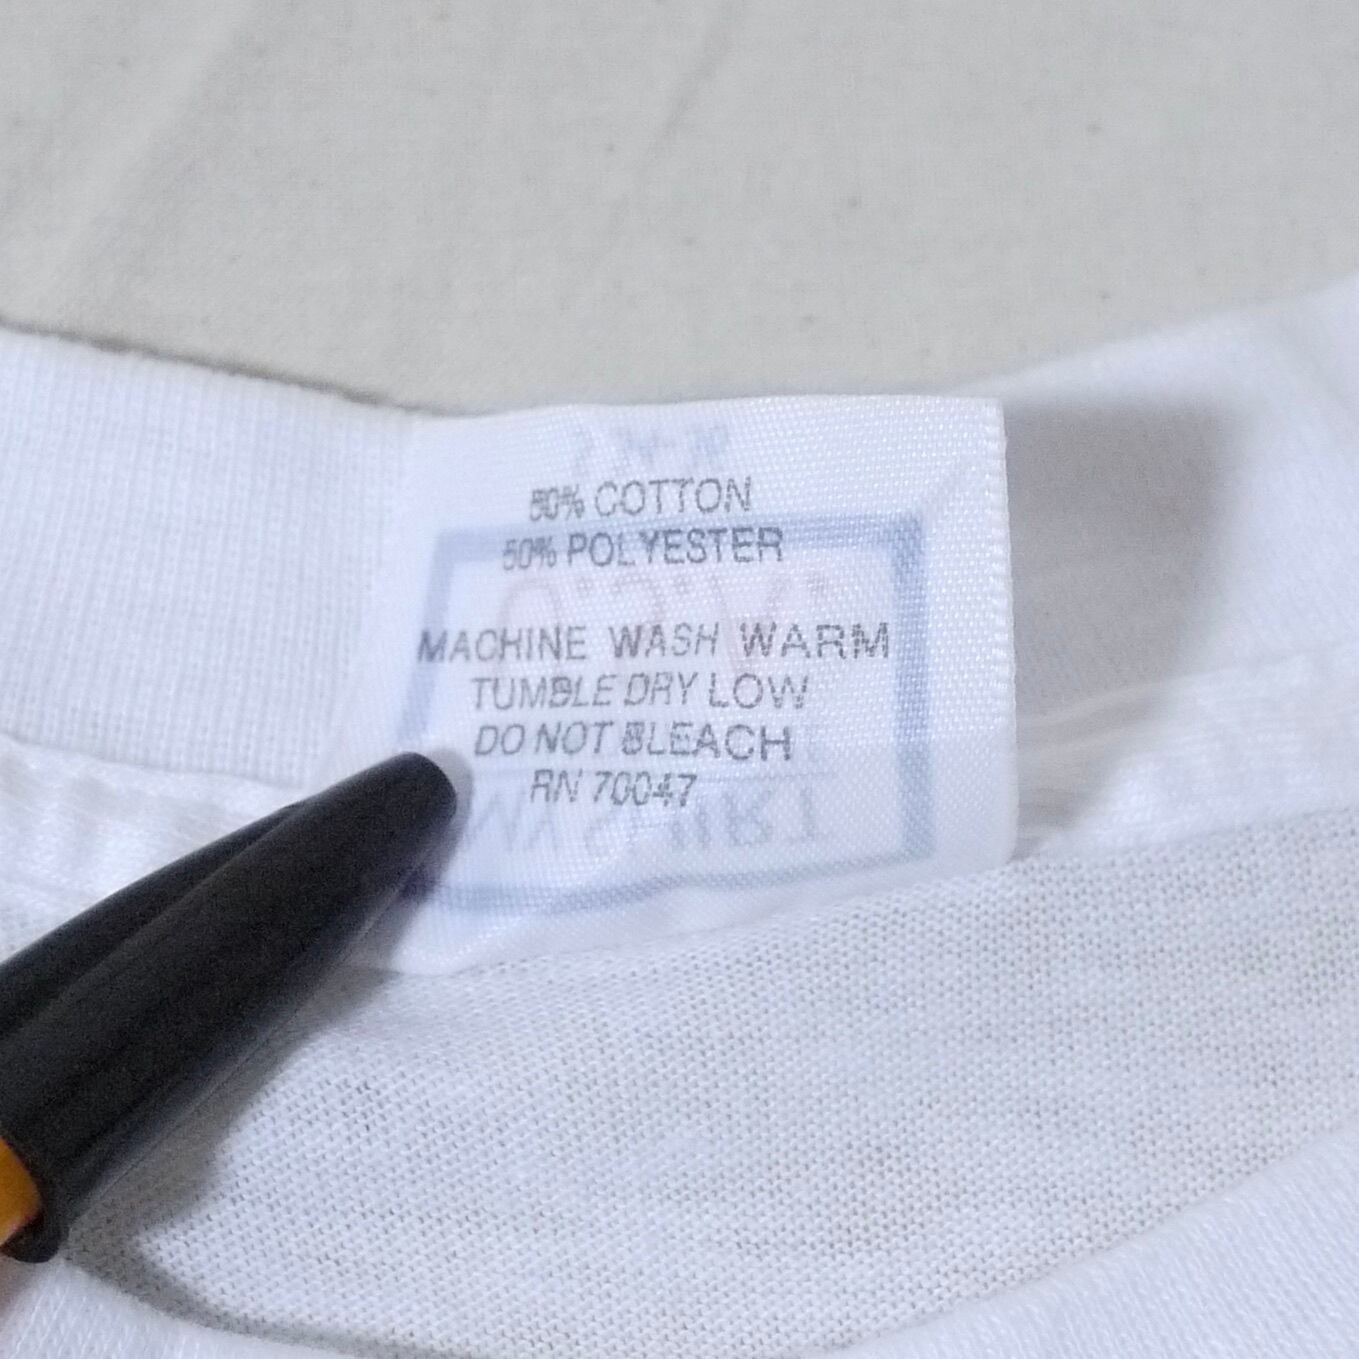 50% COTTON
50% POLYESTER
MACHINE WASH WARM
TUMBLE DRY LOW
DO NOT BLEACH
RN 70047